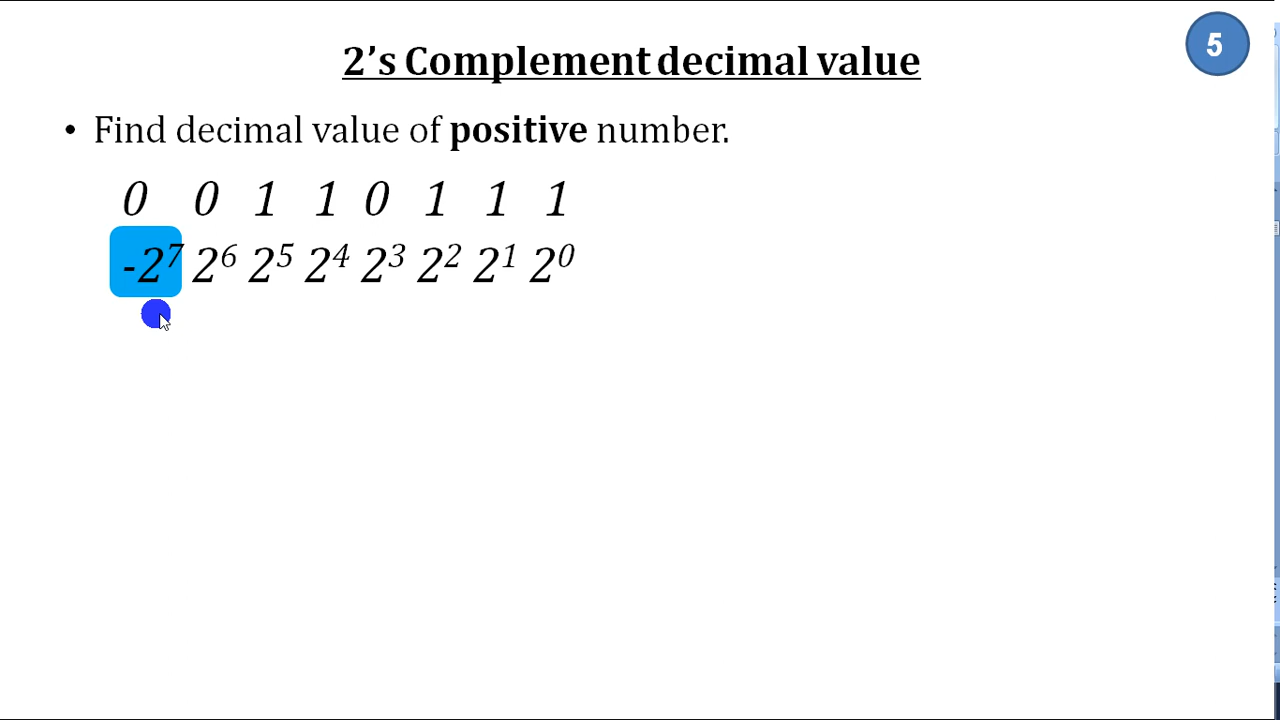 2’s Complement decimal value
5
• Find decimal value of positive number.
0 0 1 1 0 1 1 1
-2⁷ 2⁶ 2⁵ 2⁴ 2³ 2² 2¹ 2⁰